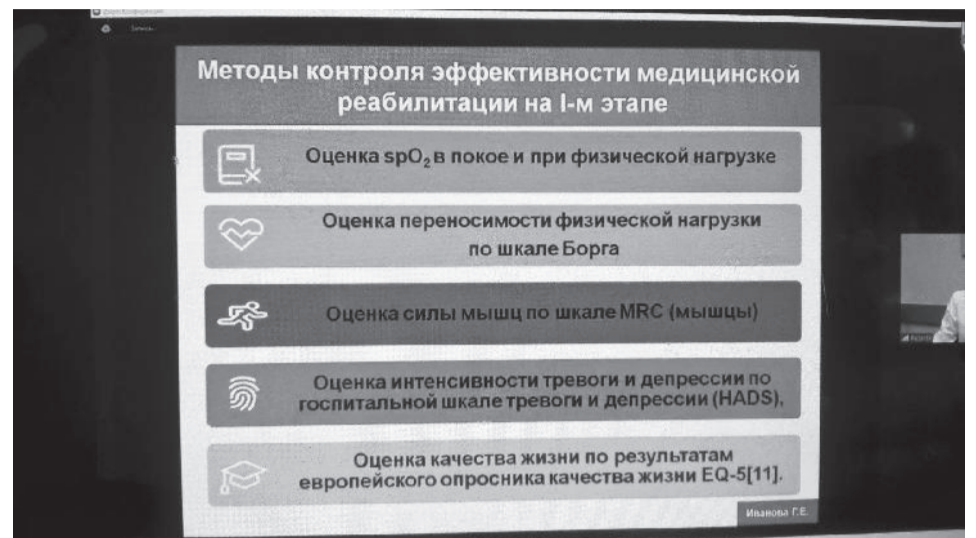 Запись...
Методы контроля эффективности медицинской
реабилитации на I-м этапе
Оценка spO₂ в покое и при физической нагрузке
Оценка переносимости физической нагрузки
по шкале Борга
Оценка силы мышц по шкале MRC (мышцы)
Оценка интенсивности тревоги и депрессии по
госпитальной шкале тревоги и депрессии (HADS),
Оценка качества жизни по результатам
европейского опросника качества жизни EQ-5[11].
Иванова Г.Е.